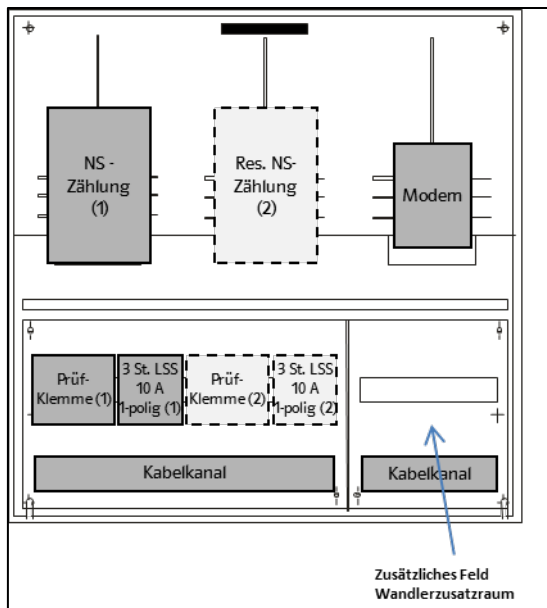 NS -
Zählung
(1)
Res. NS-
Zählung
(2)
Modem
Prüf-
Klemme (1)
3 St. LSS
10 A
1-polig (1)
Prüf-
Klemme (2)
3 St. LSS
10 A
1-polig (2)
Kabelkanal
Kabelkanal
Zusätzliches Feld
Wandlerzusatzraum